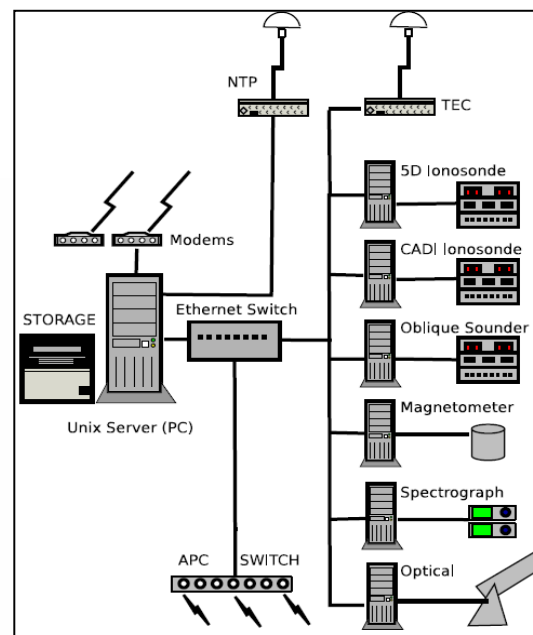 NTP
TEC
5D Ionosonde
Modems
CADI Ionosonde
Ethernet Switch
STORAGE
Oblique Sounder
Unix Server (PC)
Magnetometer
Spectrograph
APC SWITCH
Optical